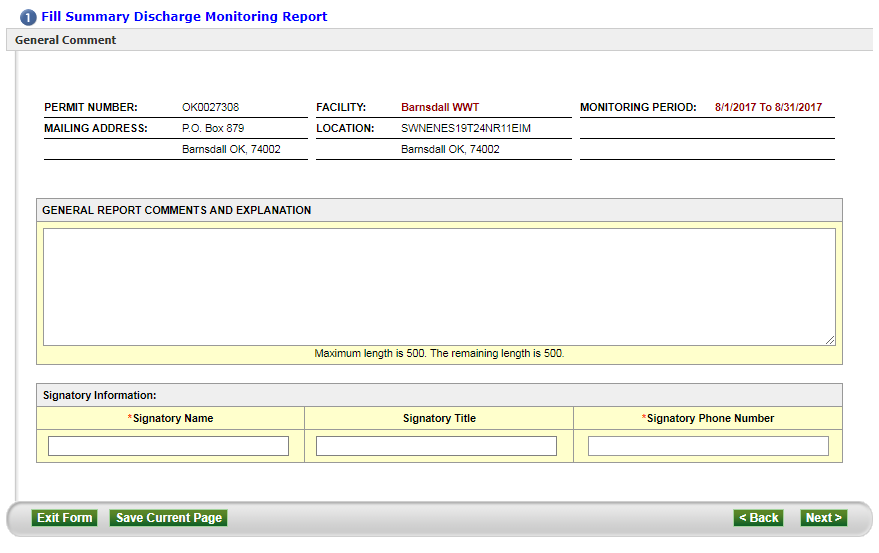 1 Fill Summary Discharge Monitoring Report
General Comment
PERMIT NUMBER: OK0027308 FACILITY: Barnsdall WWT MONITORING PERIOD: 8/1/2017 To 8/31/2017
MAILING ADDRESS: P.O. Box 879 LOCATION: SWNENES19T24NR11EIM
Barnsdall OK, 74002 Barnsdall OK, 74002
GENERAL REPORT COMMENTS AND EXPLANATION
Maximum length is 500. The remaining length is 500.
Signatory Information:
*Signatory Name Signatory Title *Signatory Phone Number
Exit Form Save Current Page < Back Next >